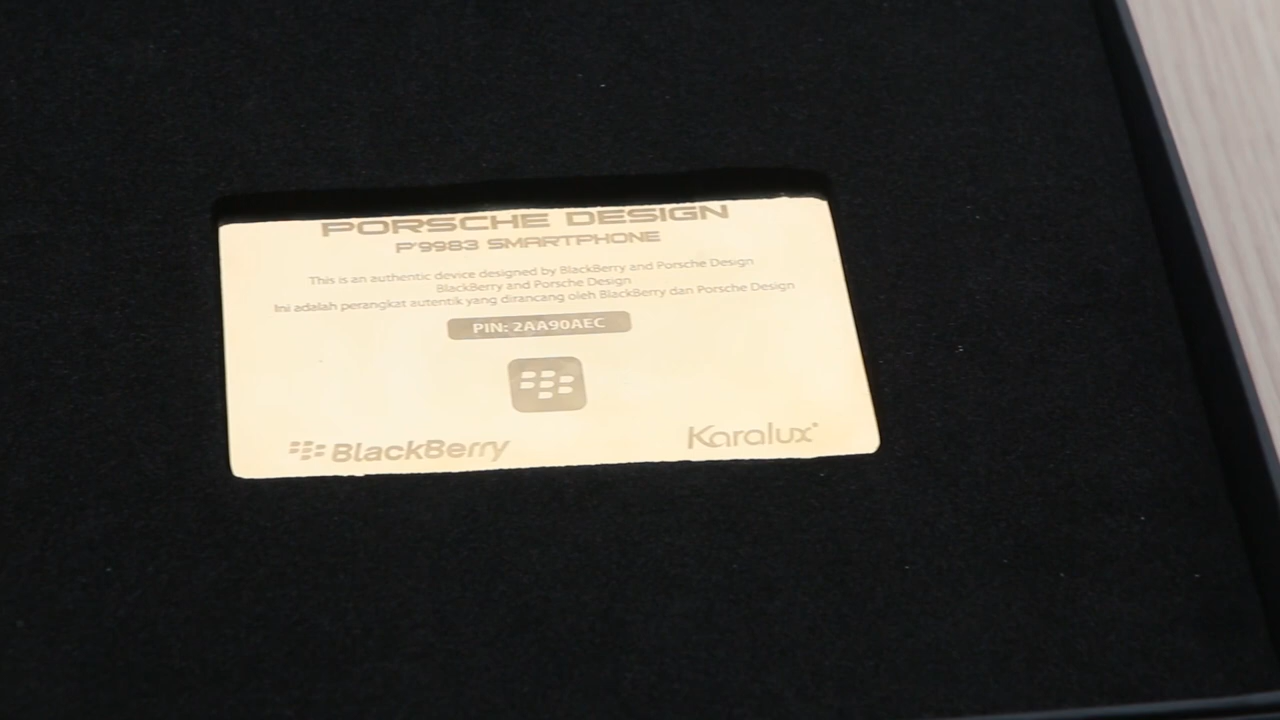 PORSCHE DESIGN
P'9983 SMARTPHONE
This is an authentic device designed by BlackBerry and Porsche Design
BlackBerry and Porsche Design
Ini adalah perangkat autentik yang dirancang oleh BlackBerry dan Porsche Design
PIN: 2AA90AEC
BlackBerry
Karalux